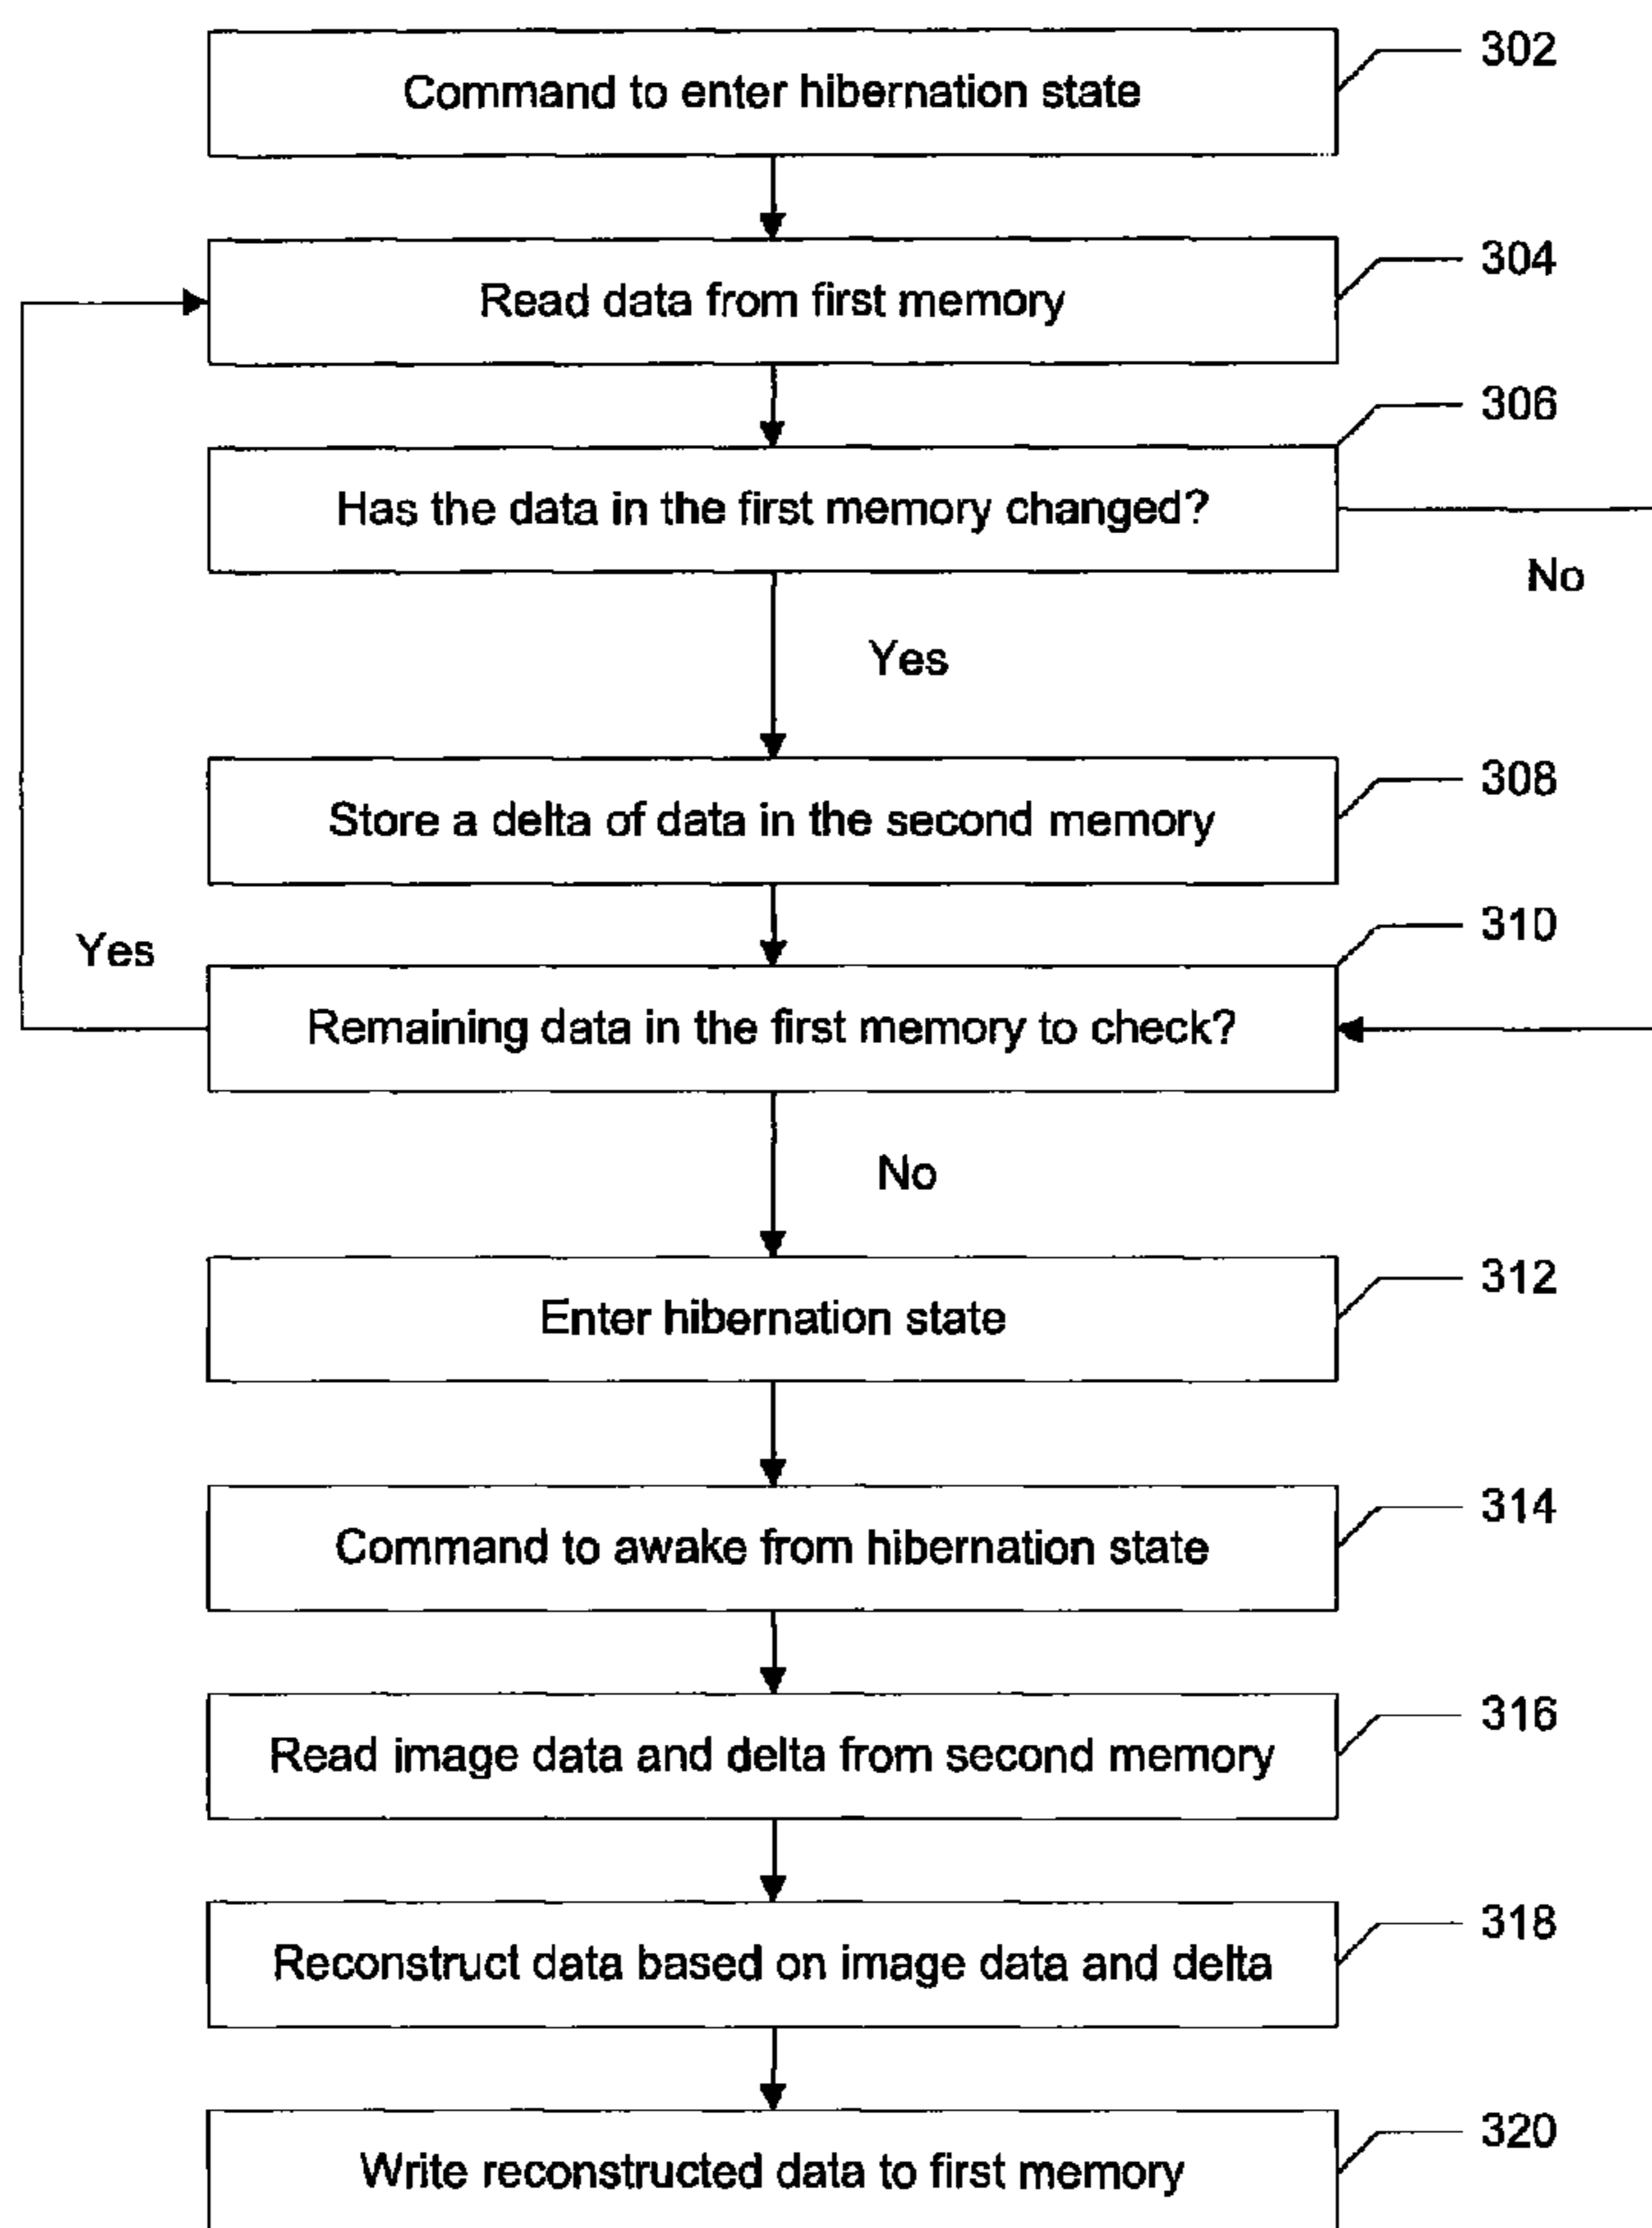 Command to enter hibernation state
302
Read data from first memory
304
Has the data in the first memory changed?
306
No
Yes
Store a delta of data in the second memory
308
Yes
Remaining data in the first memory to check?
310
No
Enter hibernation state
312
Command to awake from hibernation state
314
Read image data and delta from second memory
316
Reconstruct data based on image data and delta
318
Write reconstructed data to first memory
320